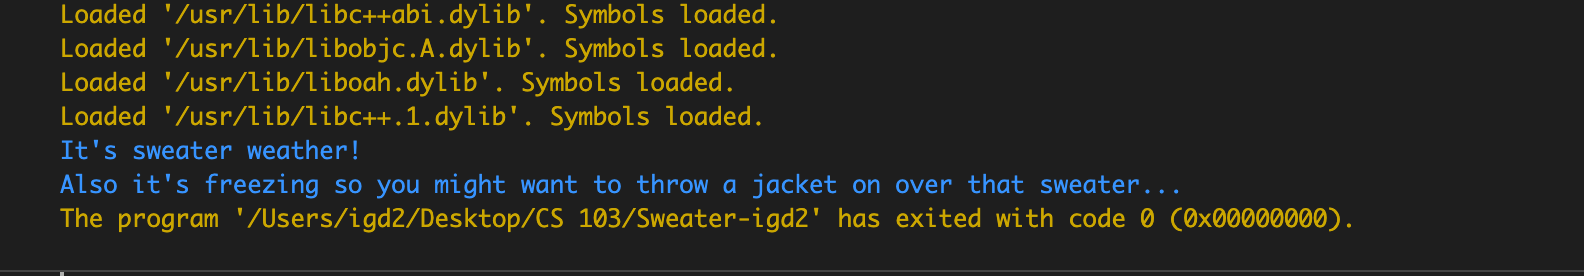 Loaded '/usr/lib/libc++abi.dylib'. Symbols loaded.
Loaded '/usr/lib/libobjc.A.dylib'. Symbols loaded.
Loaded '/usr/lib/liboah.dylib'. Symbols loaded.
Loaded '/usr/lib/libc++.1.dylib'. Symbols loaded.
It's sweater weather!
Also it's freezing so you might want to throw a jacket on over that sweater...
The program '/Users/igd2/Desktop/CS 103/Sweater-igd2' has exited with code 0 (0x00000000).